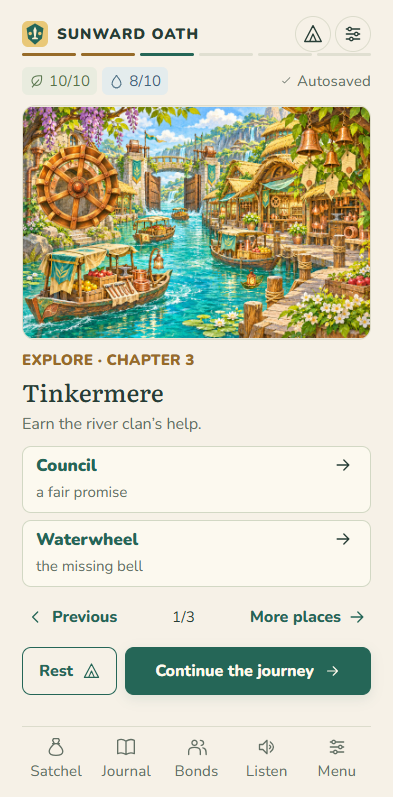 SUNWARD OATH
10/10 8/10 Autosaved
EXPLORE · CHAPTER 3
Tinkermere
Earn the river clan's help.
Council
a fair promise
Waterwheel
the missing bell
Previous 1/3 More places
Rest Continue the journey
Satchel Journal Bonds Listen Menu